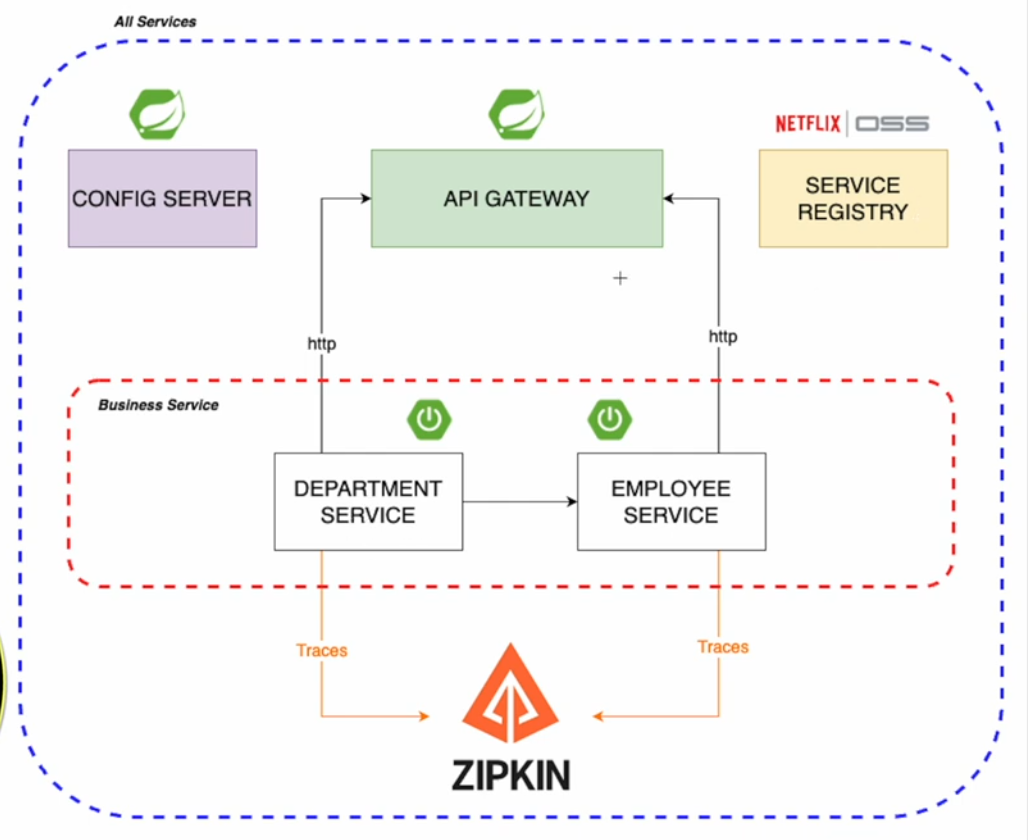 All Services
NETFLIX OSS
CONFIG SERVER
API GATEWAY
SERVICE
REGISTRY
http
http
Business Service
DEPARTMENT
SERVICE
EMPLOYEE
SERVICE
Traces
Traces
ZIPKIN